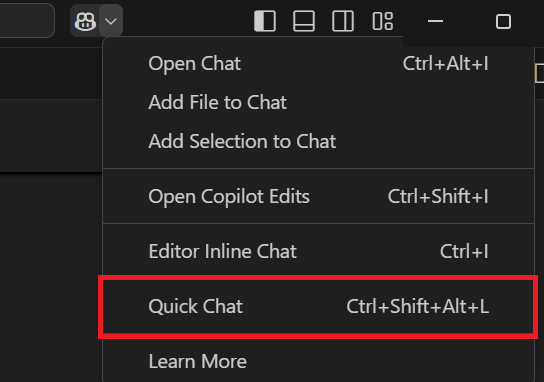 Open Chat Ctrl+Alt+I
Add File to Chat
Add Selection to Chat
Open Copilot Edits Ctrl+Shift+I
Editor Inline Chat Ctrl+I
Quick Chat Ctrl+Shift+Alt+L
Learn More